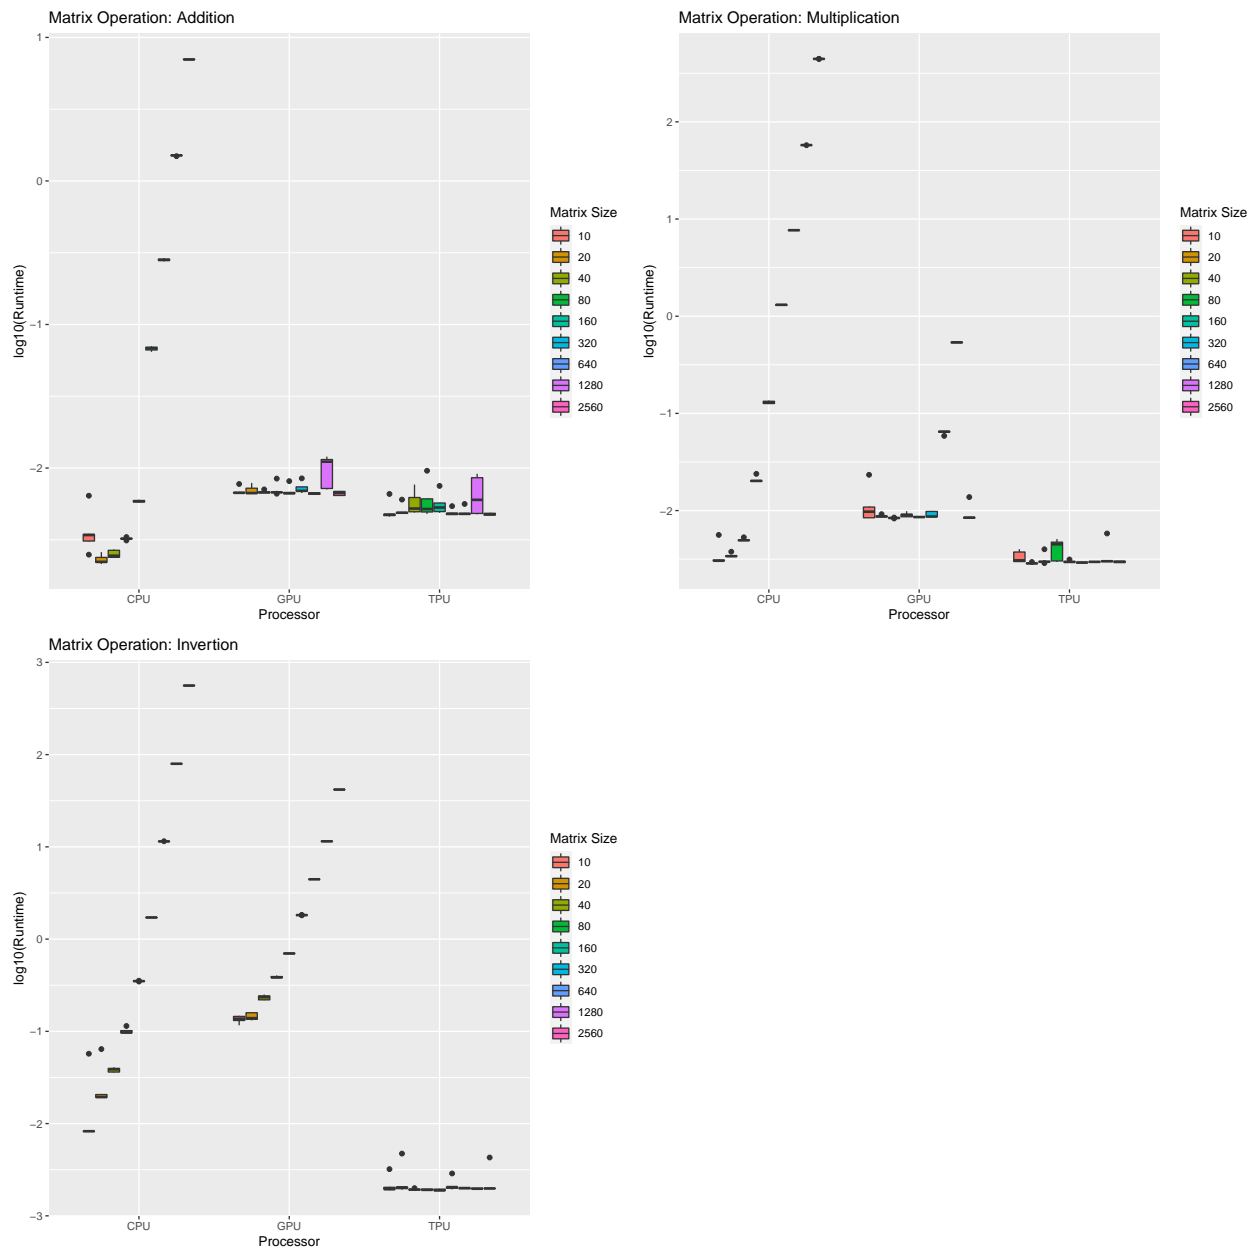 Matrix Operation: Addition
log10(Runtime)
1
0
−1
−2
CPU
GPU
TPU
Processor
Matrix Size
10
20
40
80
160
320
640
1280
2560
Matrix Operation: Multiplication
log10(Runtime)
2
1
0
−1
−2
CPU
GPU
TPU
Processor
Matrix Size
10
20
40
80
160
320
640
1280
2560
Matrix Operation: Invertion
log10(Runtime)
3
2
1
0
−1
−2
−3
CPU
GPU
TPU
Processor
Matrix Size
10
20
40
80
160
320
640
1280
2560